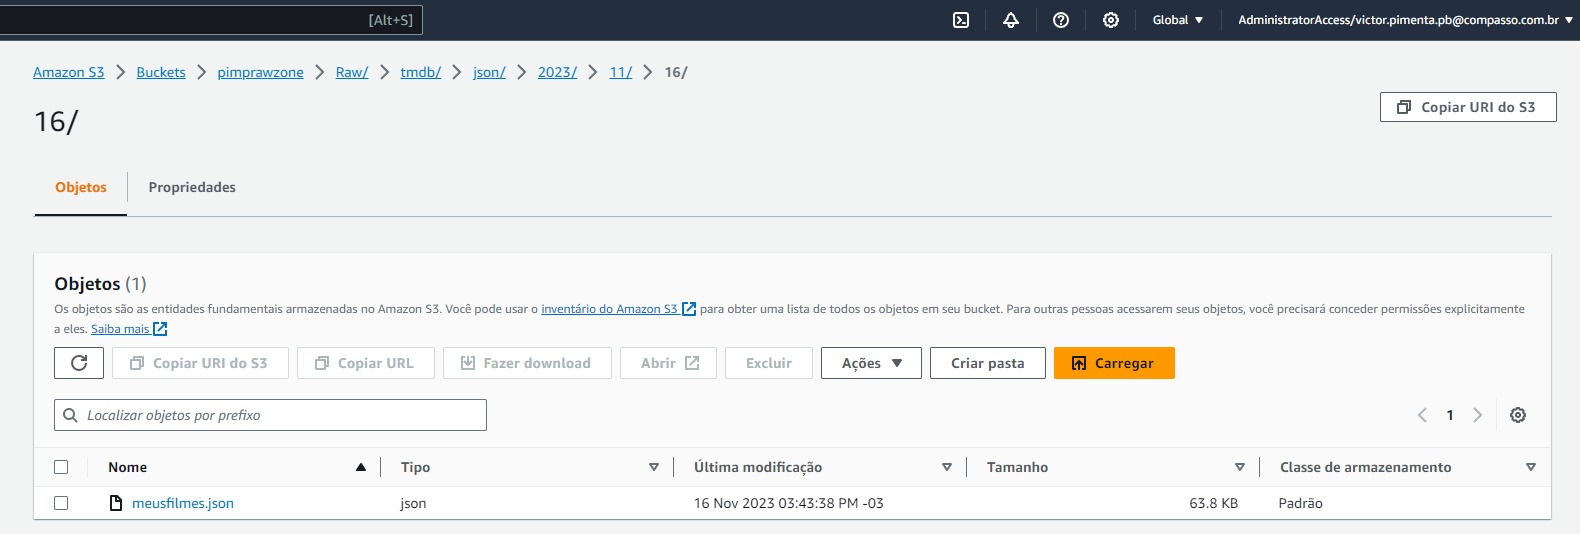 [Alt+S] Global ▼ AdministratorAccess/victor.pimenta.pb@compasso.com.br ▼
Amazon S3 > Buckets > pimprawzone > Raw/ > tmdb/ > json/ > 2023/ > 11/ > 16/
16/
Copiar URI do S3
Objetos Propriedades
Objetos (1)
Os objetos são as entidades fundamentais armazenadas no Amazon S3. Você pode usar o inventário do Amazon S3 para obter uma lista de todos os objetos em seu bucket. Para outras pessoas acessarem seus objetos, você precisará conceder permissões explicitamente
a eles. Saiba mais
Copiar URI do S3 Copiar URL Fazer download Abrir Excluir Ações ▼ Criar pasta Carregar
Localizar objetos por prefixo
< 1 >
Nome Tipo Última modificação Tamanho Classe de armazenamento
meusfilmes.json json 16 Nov 2023 03:43:38 PM -03 63.8 KB Padrão